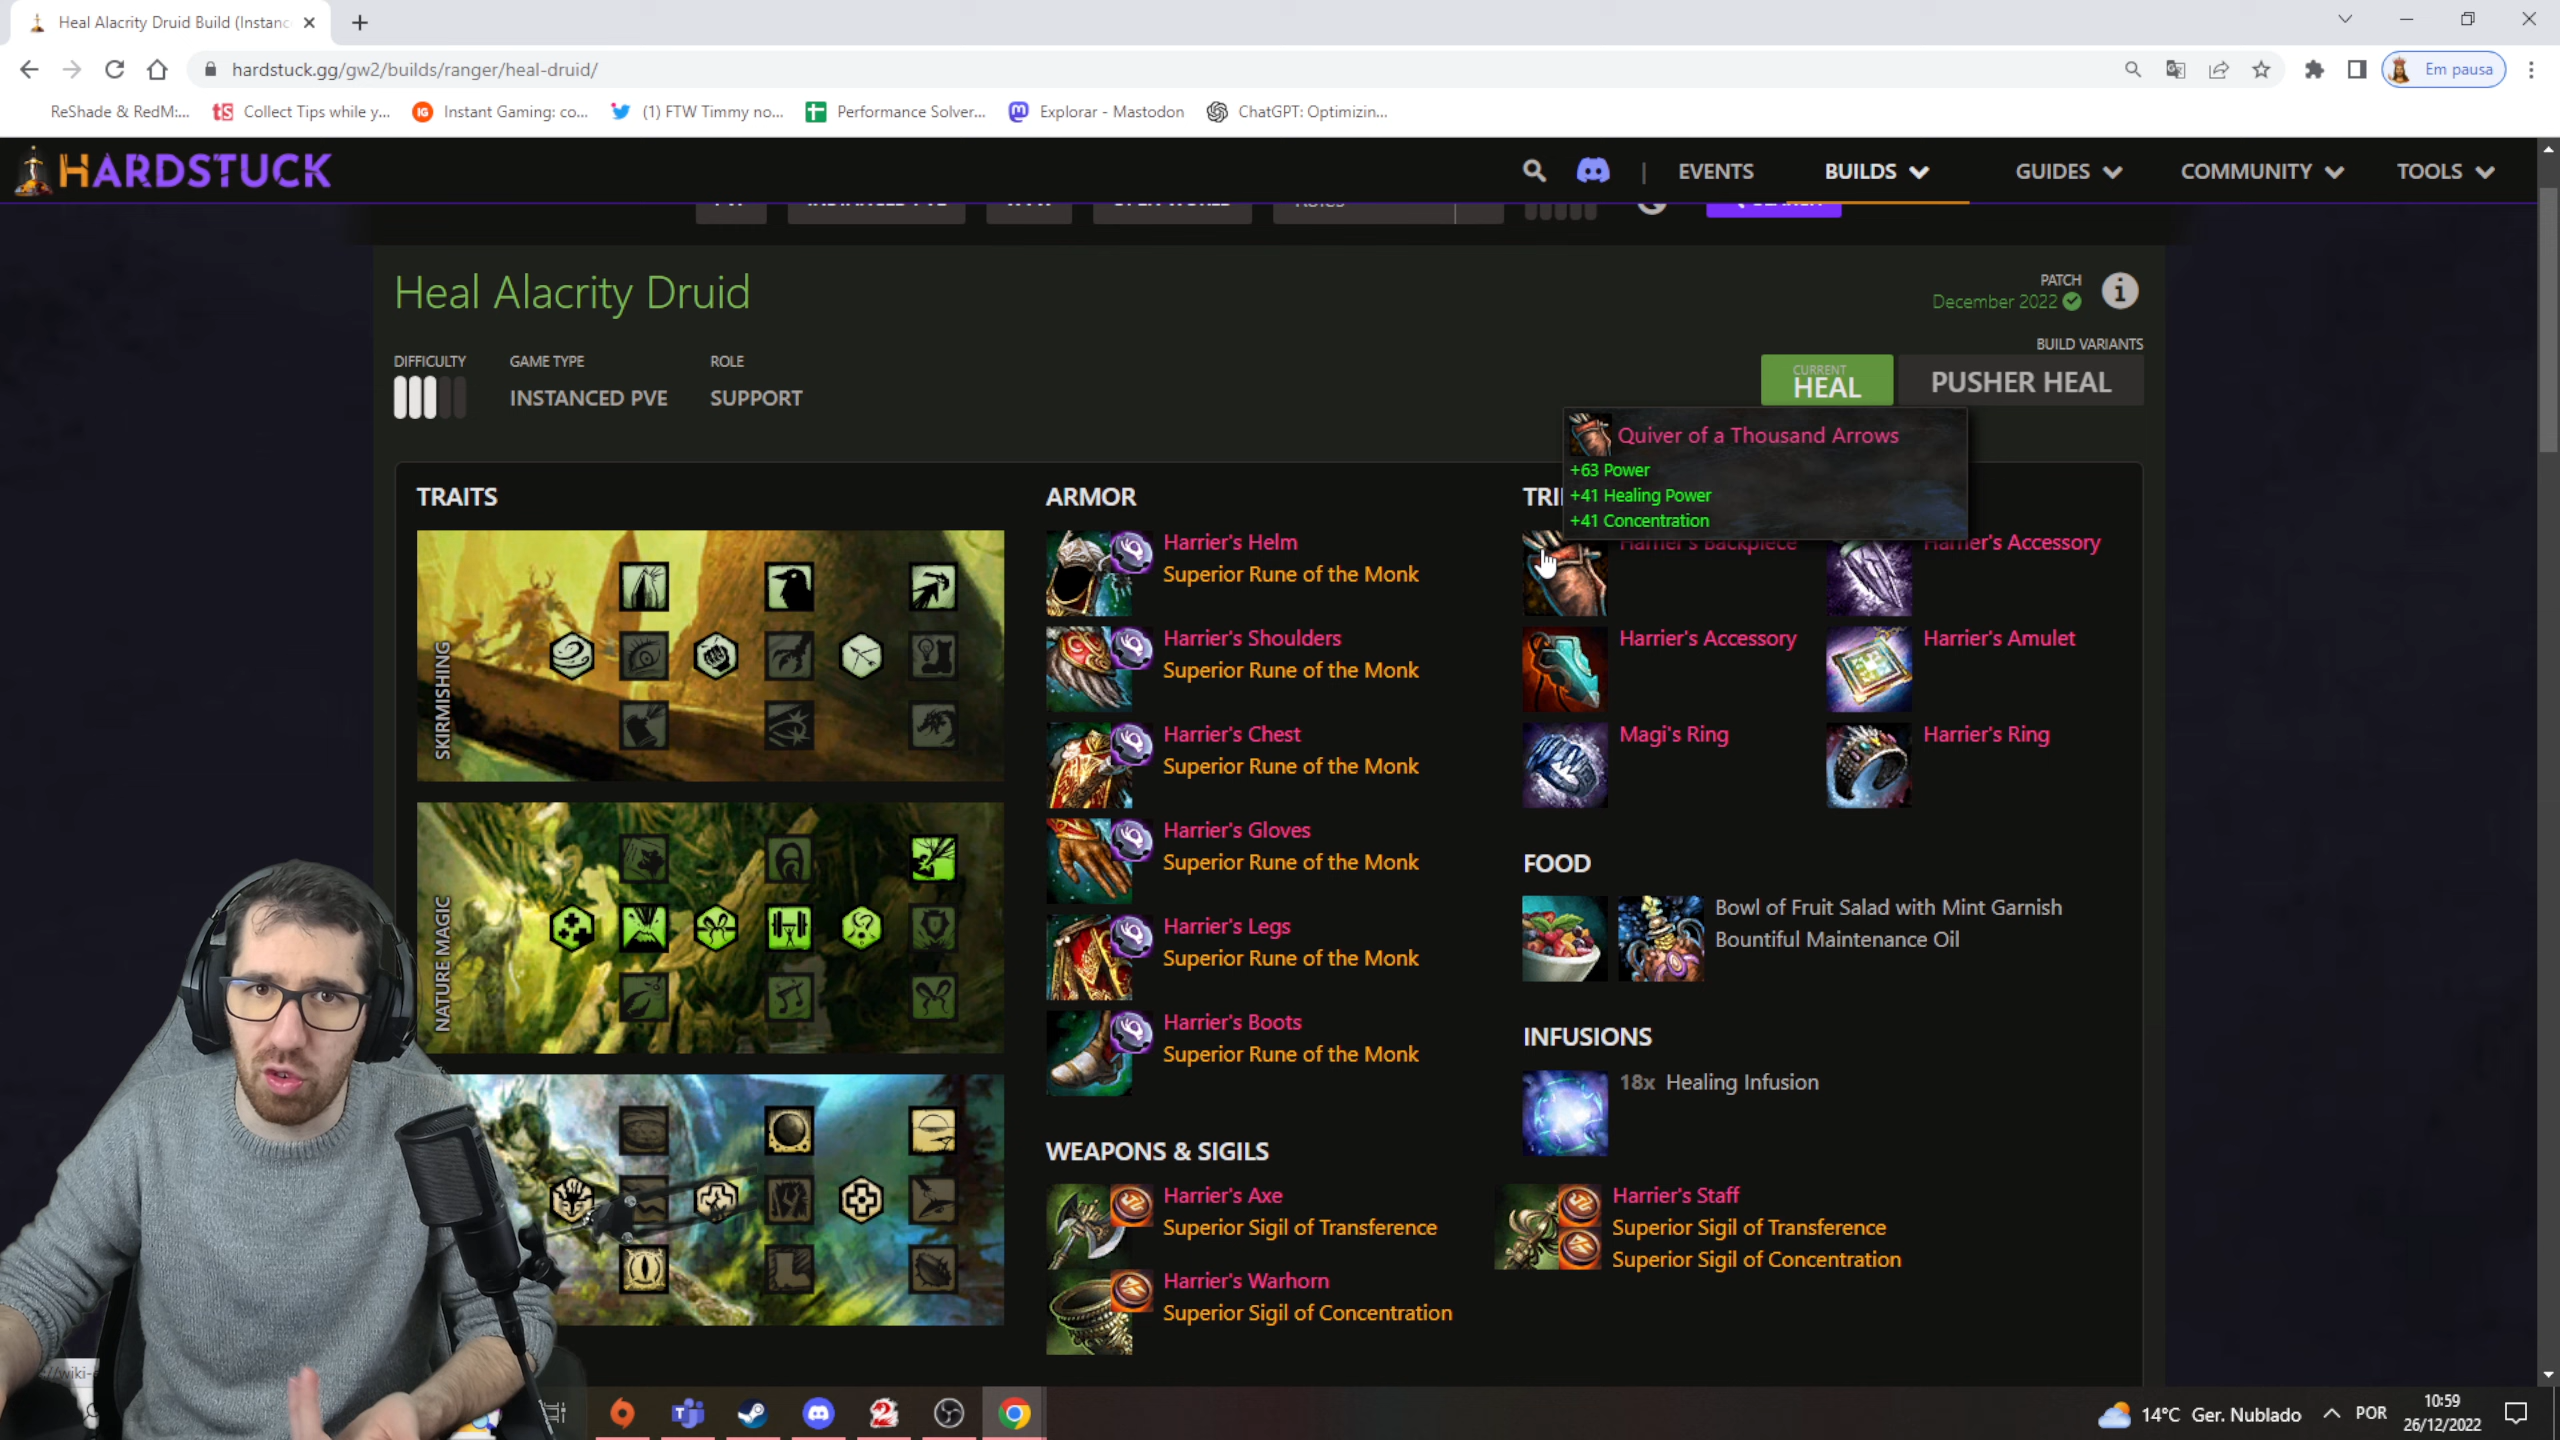 Heal Alacrity Druid Build (Instanc
hardstuck.gg/gw2/builds/ranger/heal-druid/
Em pausa
ReShade & RedM:...
Collect Tips while y...
Instant Gaming: co...
(1) FTW Timmy no...
Performance Solver...
Explorar - Mastodon
ChatGPT: Optimizin...
HARDSTUCK
EVENTS
BUILDS
GUIDES
COMMUNITY
TOOLS
Heal Alacrity Druid
PATCH
December 2022
DIFFICULTY
GAME TYPE
INSTANCED PVE
ROLE
SUPPORT
BUILD VARIANTS
CURRENT
HEAL
PUSHER HEAL
Quiver of a Thousand Arrows
+63 Power
+41 Healing Power
+41 Concentration
TRAITS
SKIRMISHING
NATURE MAGIC
ARMOR
Harrier's Helm
Superior Rune of the Monk
Harrier's Shoulders
Superior Rune of the Monk
Harrier's Chest
Superior Rune of the Monk
Harrier's Gloves
Superior Rune of the Monk
Harrier's Legs
Superior Rune of the Monk
Harrier's Boots
Superior Rune of the Monk
WEAPONS & SIGILS
Harrier's Axe
Superior Sigil of Transference
Harrier's Warhorn
Superior Sigil of Concentration
Harrier's Staff
Superior Sigil of Transference
Superior Sigil of Concentration
TRI
Harrier's Backpiece
Harrier's Accessory
Harrier's Accessory
Harrier's Amulet
Magi's Ring
Harrier's Ring
FOOD
Bowl of Fruit Salad with Mint Garnish
Bountiful Maintenance Oil
INFUSIONS
18x Healing Infusion
14°C Ger. Nublado
POR
10:59
26/12/2022